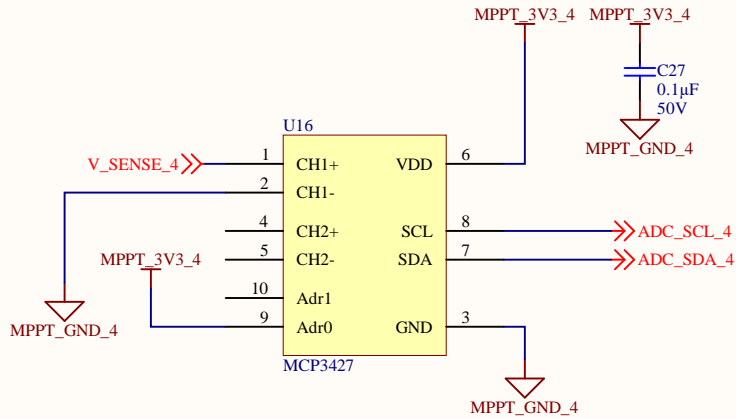 MPPT_3V3_4
MPPT_3V3_4
C27
0.1µF
50V
MPPT_GND_4
U16
V_SENSE_4
1
CH1+
VDD
6
2
CH1-
4
CH2+
SCL
8
ADC_SCL_4
MPPT_3V3_4
5
CH2-
SDA
7
ADC_SDA_4
10
Adr1
MPPT_GND_4
9
Adr0
GND
3
MCP3427
MPPT_GND_4